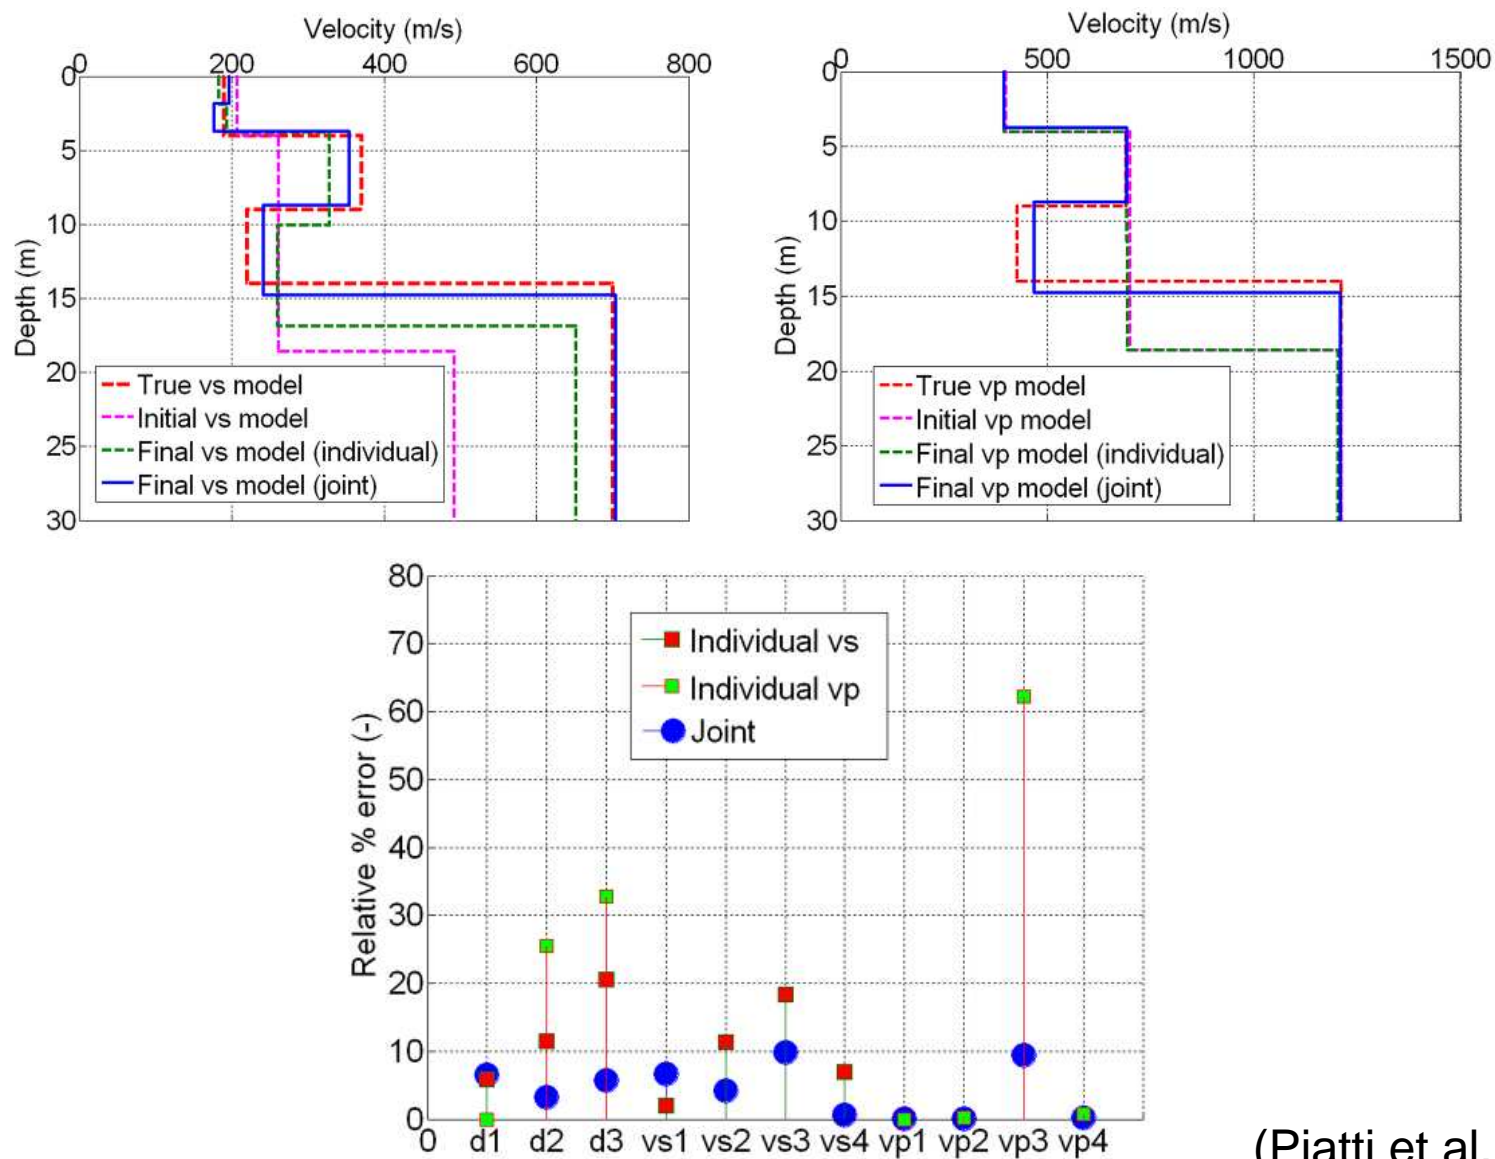 Velocity (m/s)
0 200 400 600 800
0
5
10
15
20
25
30
Depth (m)
True vs model
Initial vs model
Final vs model (individual)
Final vs model (joint)
Velocity (m/s)
0 500 1000 1500
0
5
10
15
20
25
30
Depth (m)
True vp model
Initial vp model
Final vp model (individual)
Final vp model (joint)
80
70
60
50
40
30
20
10
0
Relative % error (-)
Individual vs
Individual vp
Joint
0 d1 d2 d3 vs1 vs2 vs3 vs4 vp1 vp2 vp3 vp4
(Piatti et al.